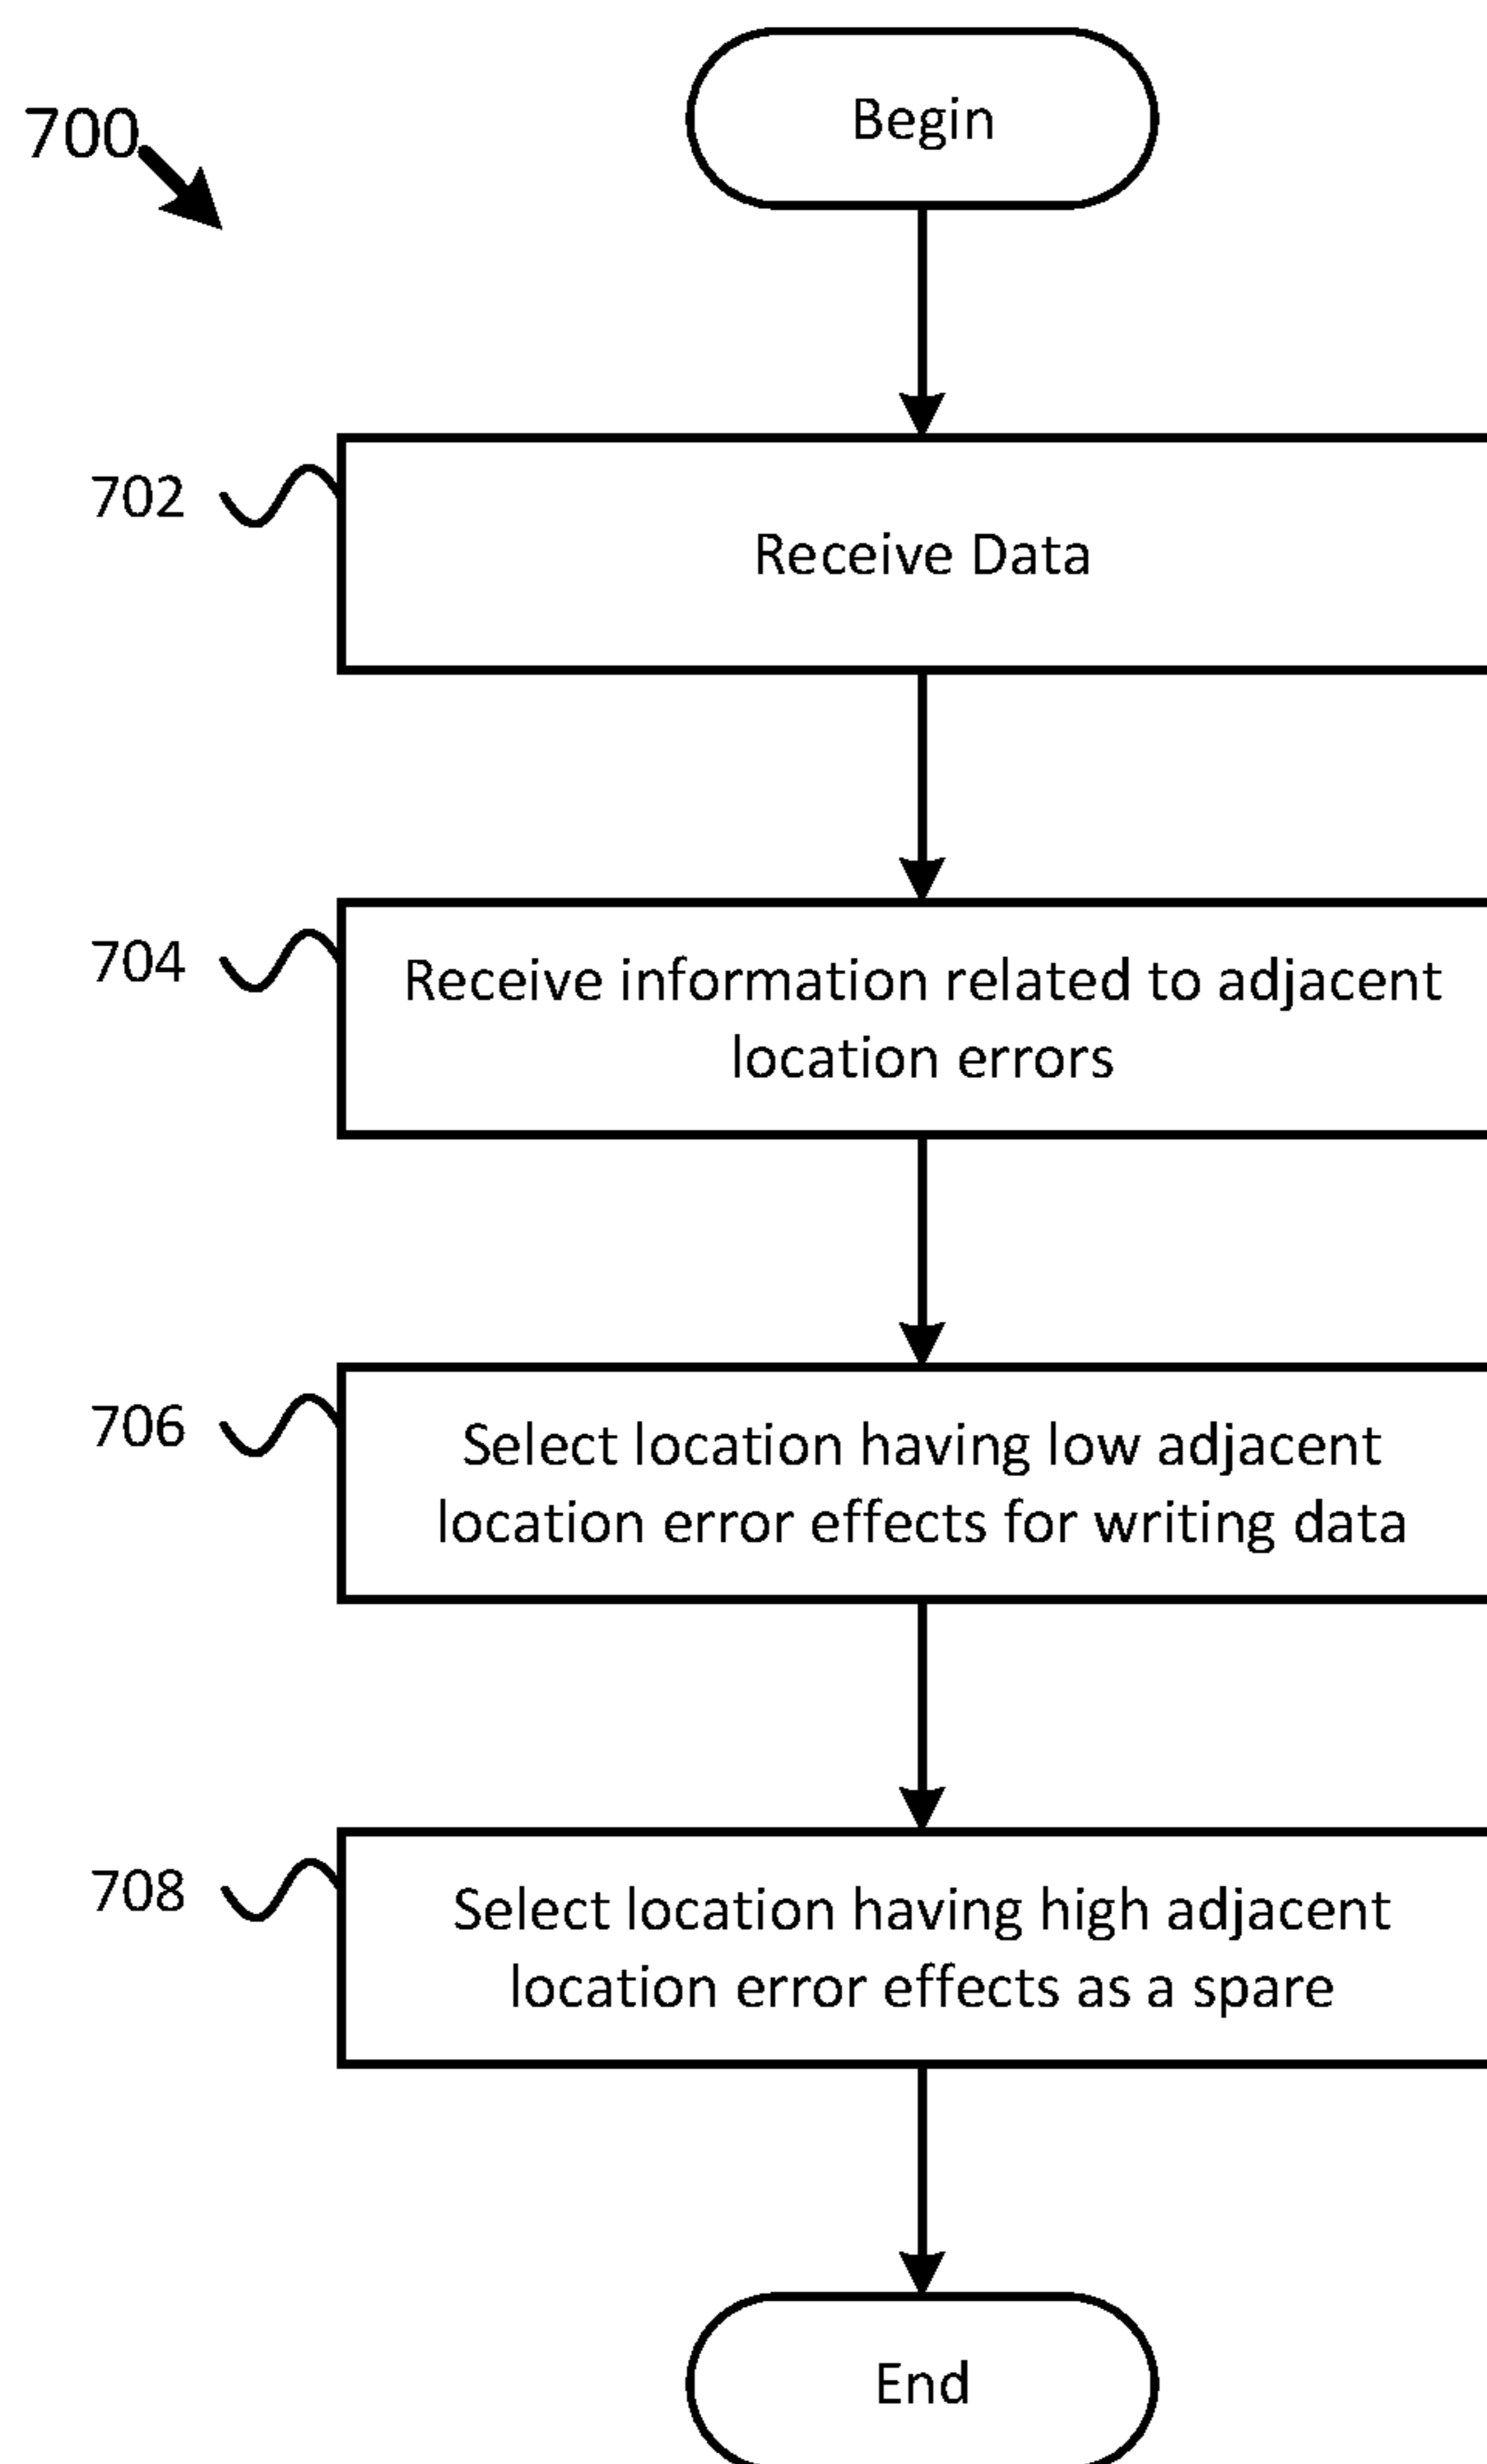 700
Begin
702
Receive Data
704
Receive information related to adjacent
location errors
706
Select location having low adjacent
location error effects for writing data
708
Select location having high adjacent
location error effects as a spare
End